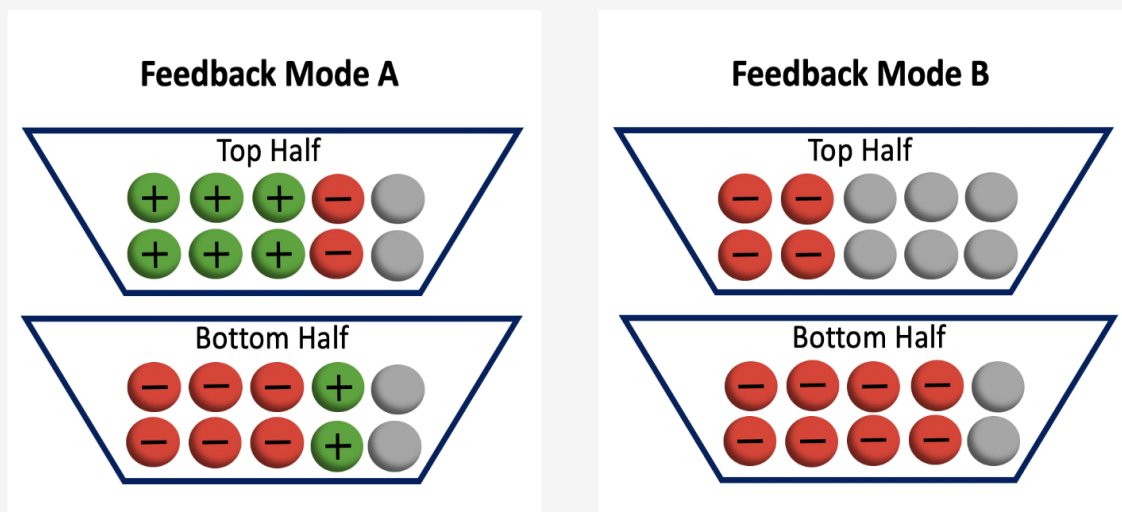 Feedback Mode A
Top Half
+ + + −
+ + + −
Bottom Half
− − − +
− − − +
Feedback Mode B
Top Half
− −
− −
Bottom Half
− − − −
− − − −